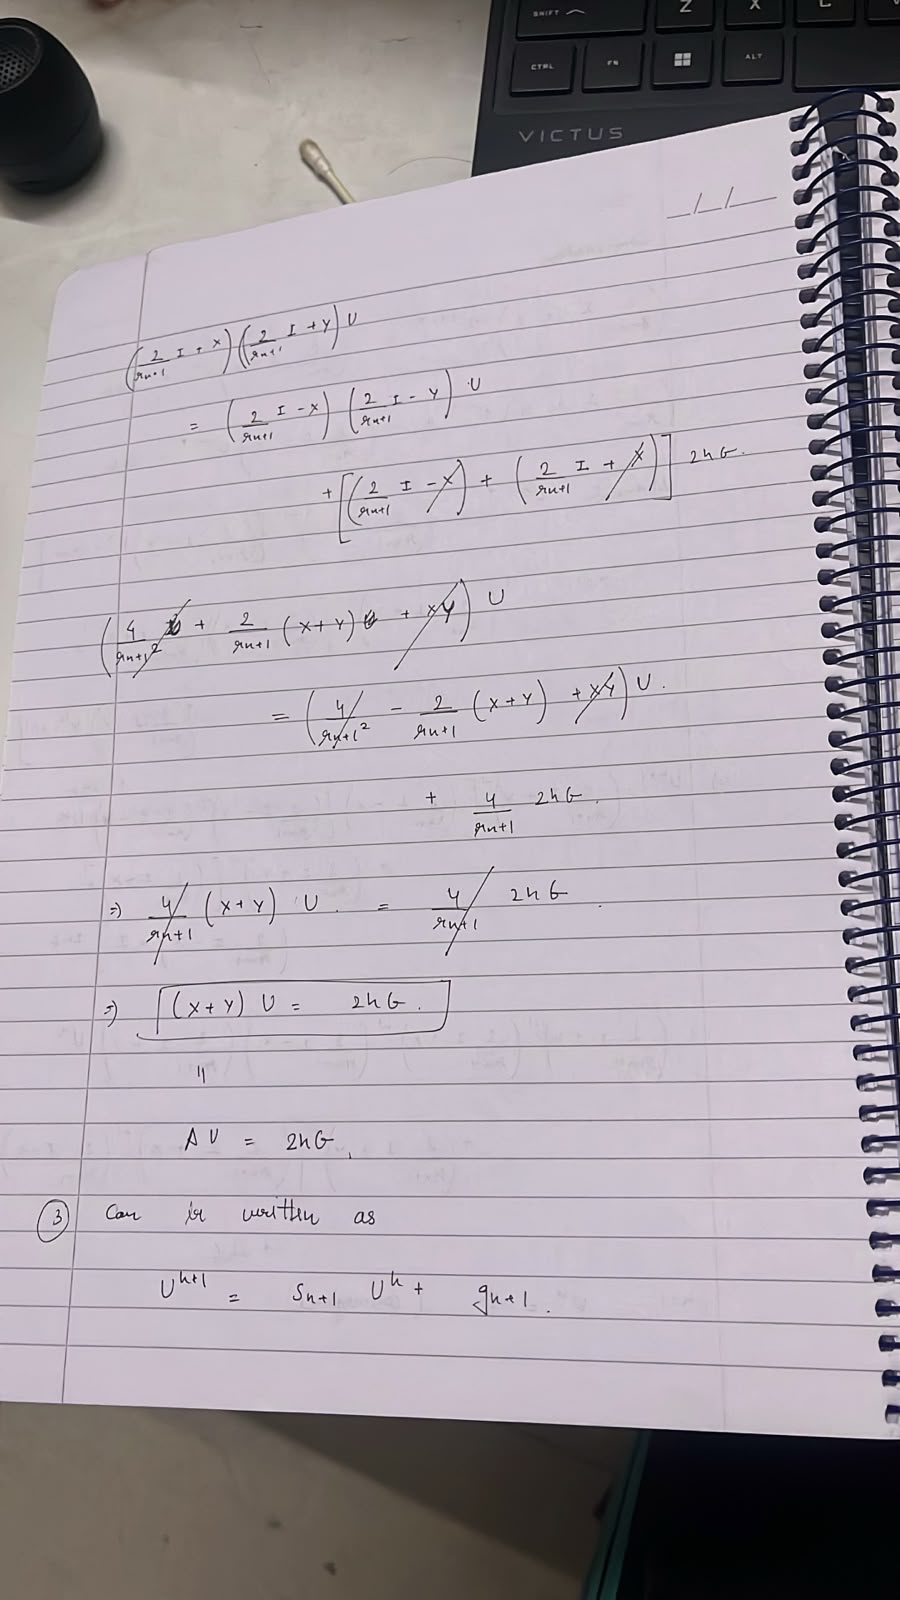 SHIFT
Z X C
CTRL FN ALT
VICTUS
_/_/_
(2/r_{n+1} I + X) (2/r_{n+1} I + Y) U
= (2/r_{n+1} I - X) (2/r_{n+1} I - Y) U
+ [(2/r_{n+1} I - X) + (2/r_{n+1} I + X)] 2hG.
(4/r_{n+1}² + 2/r_{n+1} (X+Y) + XY) U
= (4/r_{n+1}² - 2/r_{n+1} (X+Y) + XY) U.
+ 4/r_{n+1} 2hG.
⇒ 4/r_{n+1} (X+Y) U. = 4/r_{n+1} 2hG.
⇒ (X+Y) U = 2hG.
||
AU = 2hG,
③ Can is written as
U^{n+1} = S_{n+1} U^n + g_{n+1}.